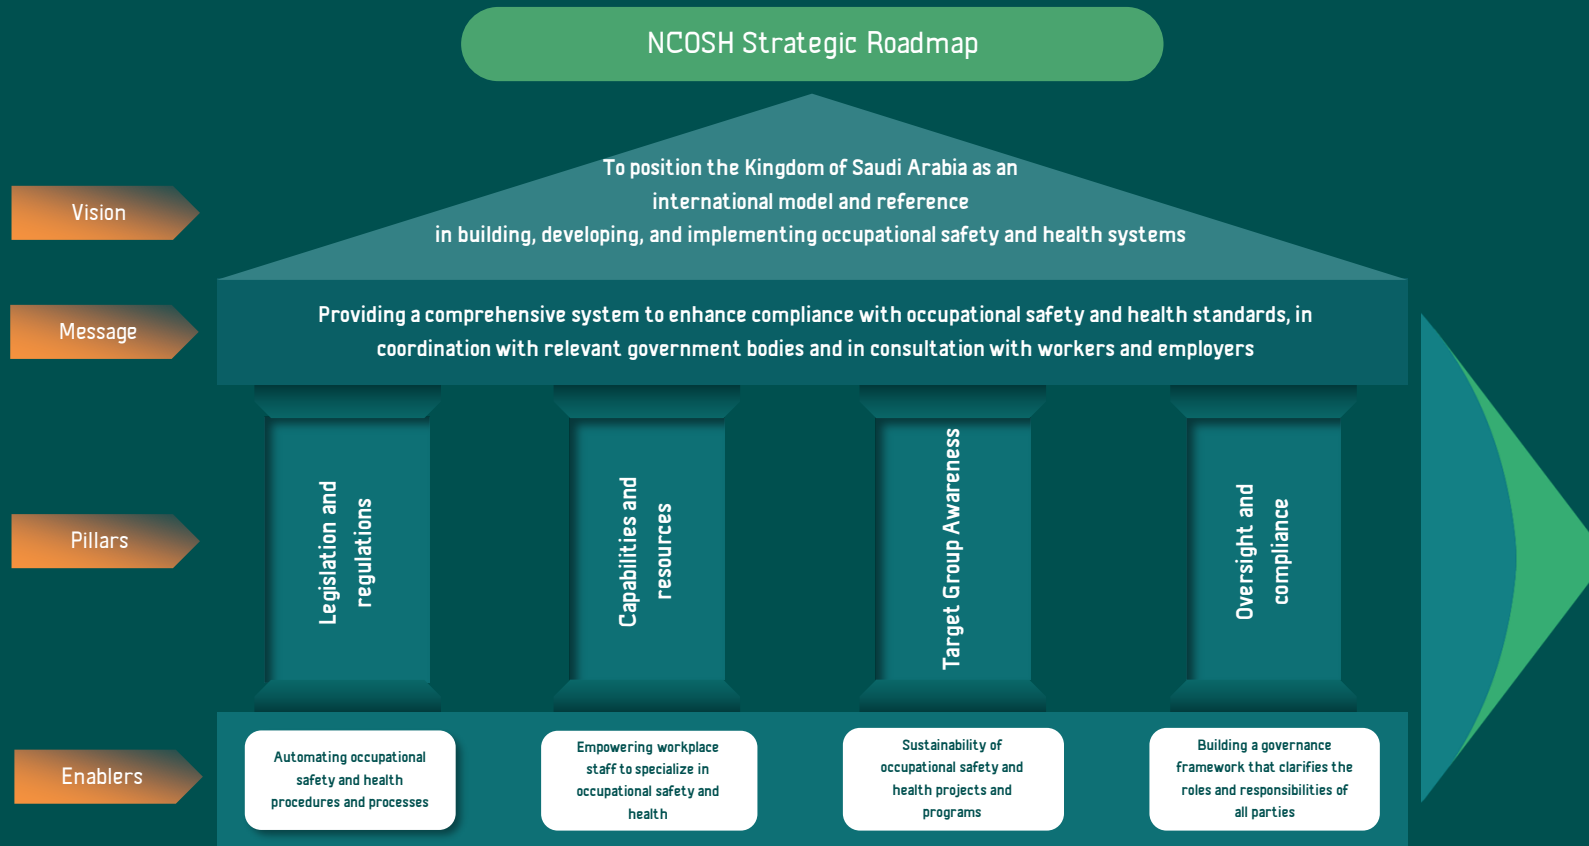 NCOSH Strategic Roadmap
Vision
To position the Kingdom of Saudi Arabia as an
international model and reference
in building, developing, and implementing occupational safety and health systems
Message
Providing a comprehensive system to enhance compliance with occupational safety and health standards, in
coordination with relevant government bodies and in consultation with workers and employers
Pillars
Legislation and
regulations
Capabilities and
resources
Target Group Awareness
Oversight and
compliance
Enablers
Automating occupational
safety and health
procedures and processes
Empowering workplace
staff to specialize in
occupational safety and
health
Sustainability of
occupational safety and
health projects and
programs
Building a governance
framework that clarifies the
roles and responsibilities of
all parties